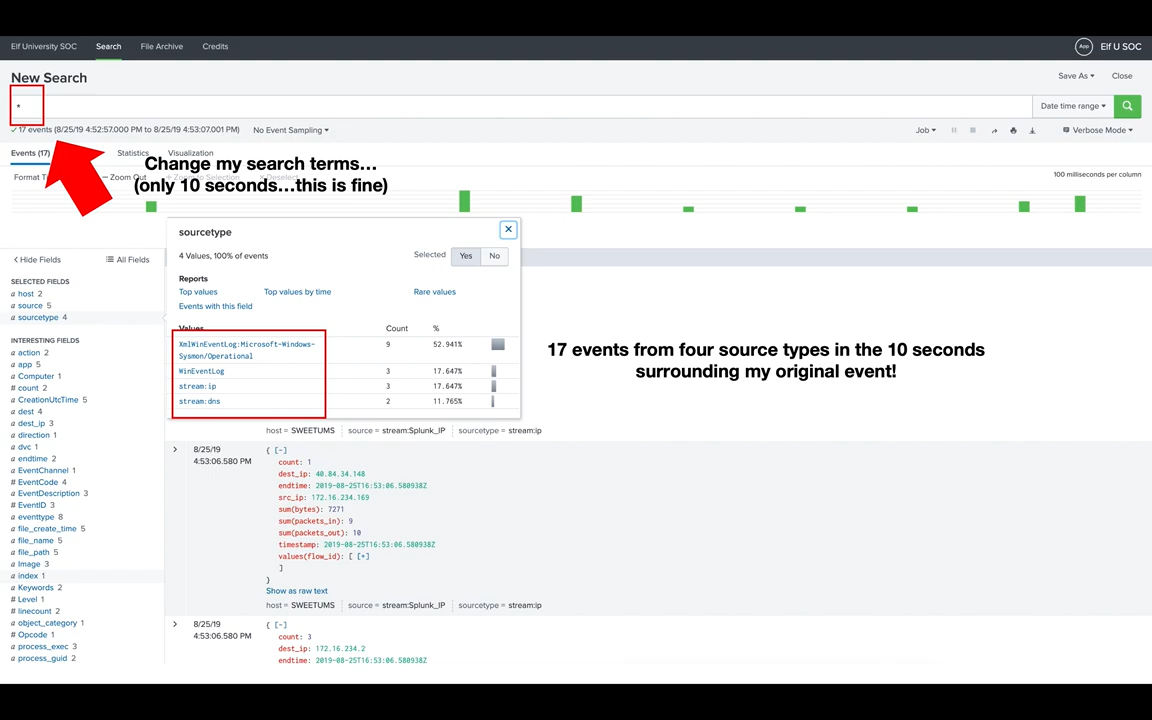 Elf University SOC Search File Archive Credits App Elf U SOC
New Search Save As Close
* Date time range
✓ 17 events (8/25/19 4:52:57.000 PM to 8/25/19 4:53:07.001 PM) No Event Sampling Job Verbose Mode
Events (17) Statistics Visualization
Change my search terms…
(only 10 seconds…this is fine)
Format — Zoom Out + Zoom to Selection × Deselect 100 milliseconds per column
sourcetype
4 Values, 100% of events Selected Yes No
Reports
Top values Top values by time Rare values
Events with this field
Values Count %
XmlWinEventLog:Microsoft-Windows- 9 52.941%
Sysmon/Operational
WinEventLog 3 17.647%
stream:ip 3 17.647%
stream:dns 2 11.765%
17 events from four source types in the 10 seconds
surrounding my original event!
< Hide Fields All Fields
SELECTED FIELDS
a host 2
a source 5
a sourcetype 4
INTERESTING FIELDS
a action 2
a app 5
a Computer 1
# count 2
a CreationUtcTime 5
a dest 4
a dest_ip 3
a direction 1
a dvc 1
a endtime 2
a EventChannel 1
# EventCode 4
a EventDescription 3
# EventID 3
a eventtype 8
a file_create_time 5
a file_name 5
a file_path 5
a Image 3
a index 1
a Keywords 2
# Level 1
# linecount 2
a object_category 1
# Opcode 1
a process_exec 3
a process_guid 2
host = SWEETUMS source = stream:Splunk_IP sourcetype = stream:ip
> 8/25/19 { [-]
4:53:06.580 PM count: 1
dest_ip: 40.84.34.148
endtime: 2019-08-25T16:53:06.580938Z
src_ip: 172.16.234.169
sum(bytes): 7271
sum(packets_in): 9
sum(packets_out): 10
timestamp: 2019-08-25T16:53:06.580938Z
values(flow_id): [ [+]
]
}
Show as raw text
host = SWEETUMS source = stream:Splunk_IP sourcetype = stream:ip
> 8/25/19 { [-]
4:53:06.580 PM count: 3
dest_ip: 172.16.234.2
endtime: 2019-08-25T16:53:06.580938Z